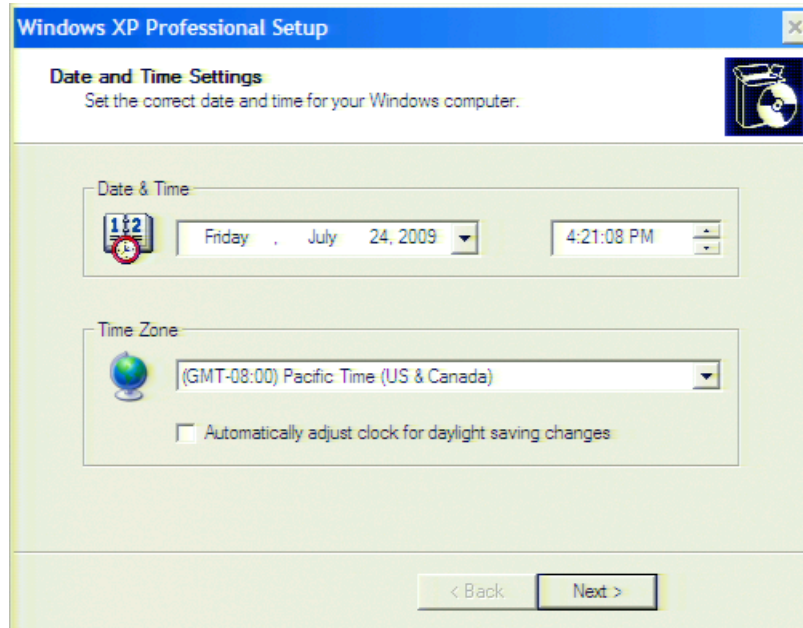 Windows XP Professional Setup
Date and Time Settings
Set the correct date and time for your Windows computer.
Date & Time
Friday , July 24, 2009 4:21:08 PM
Time Zone
(GMT-08:00) Pacific Time (US & Canada)
Automatically adjust clock for daylight saving changes
< Back Next >